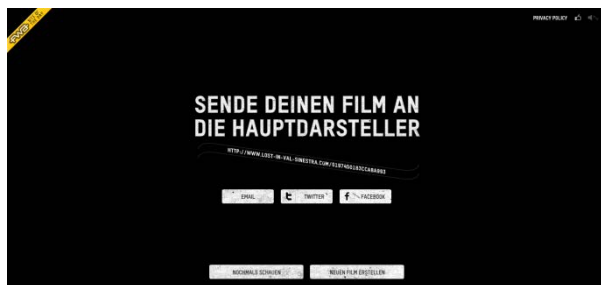 PRIVACY POLICY
SENDE DEINEN FILM AN
DIE HAUPTDARSTELLER
EMAIL
TWITTER
FACEBOOK
NOCHMALS SCHAUEN
NEUEN FILM ERSTELLEN